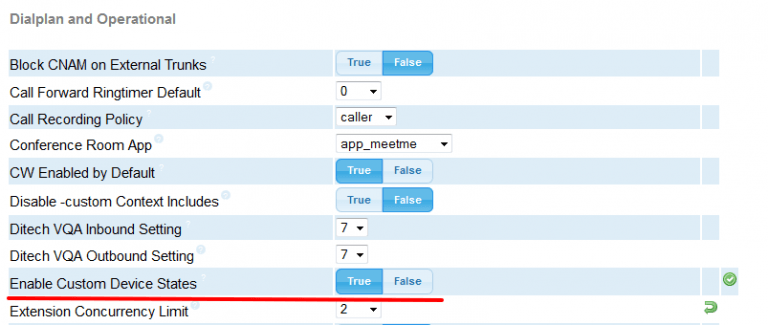 Dialplan and Operational
Block CNAM on External Trunks True False
Call Forward Ringtimer Default 0
Call Recording Policy caller
Conference Room App app_meetme
CW Enabled by Default True False
Disable -custom Context Includes True False
Ditech VQA Inbound Setting 7
Ditech VQA Outbound Setting 7
Enable Custom Device States True False
Extension Concurrency Limit 2